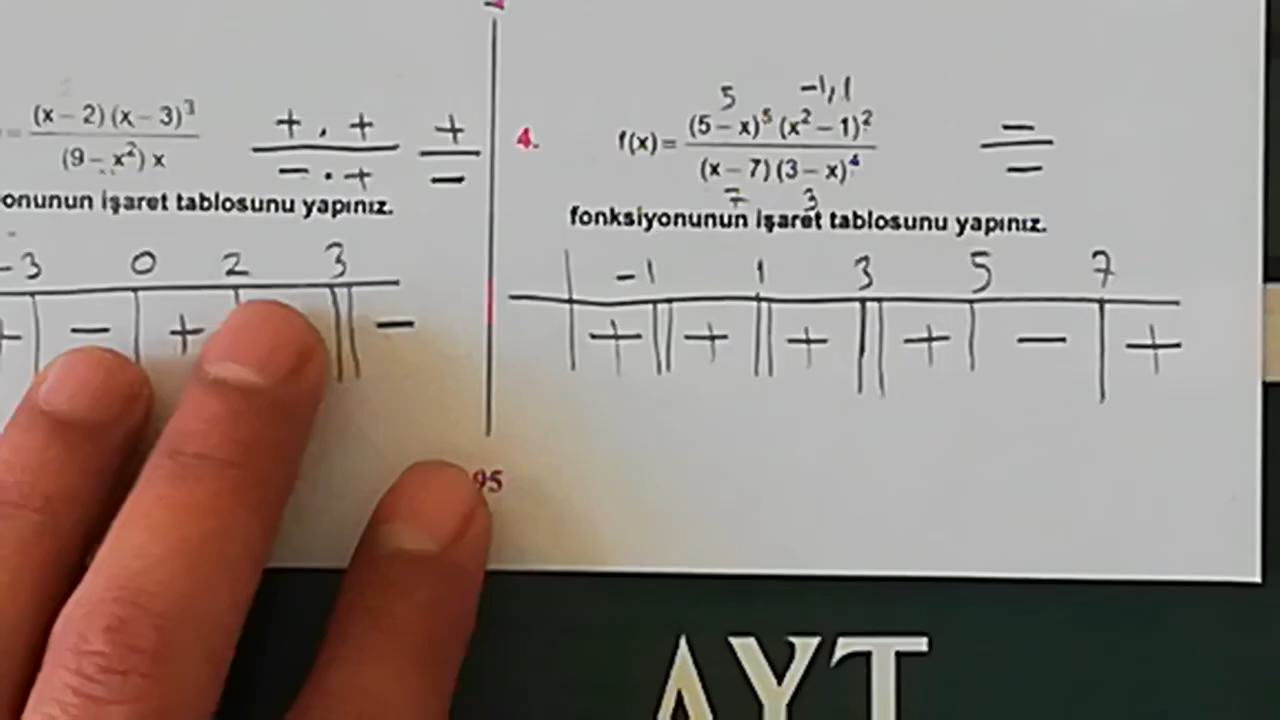 (x – 2) (x – 3)³ / (9 – x²) x
+ . + / – . +   + / –
onunun işaret tablosunu yapınız.
-3 0 2 3
+ – + –
4. f(x) = (5 – x)⁵ (x² – 1)² / (x – 7) (3 – x)⁴
5 -1,1
7 3
– / –
fonksiyonunun işaret tablosunu yapınız.
-1 1 3 5 7
+ + + + – +
95
AYT